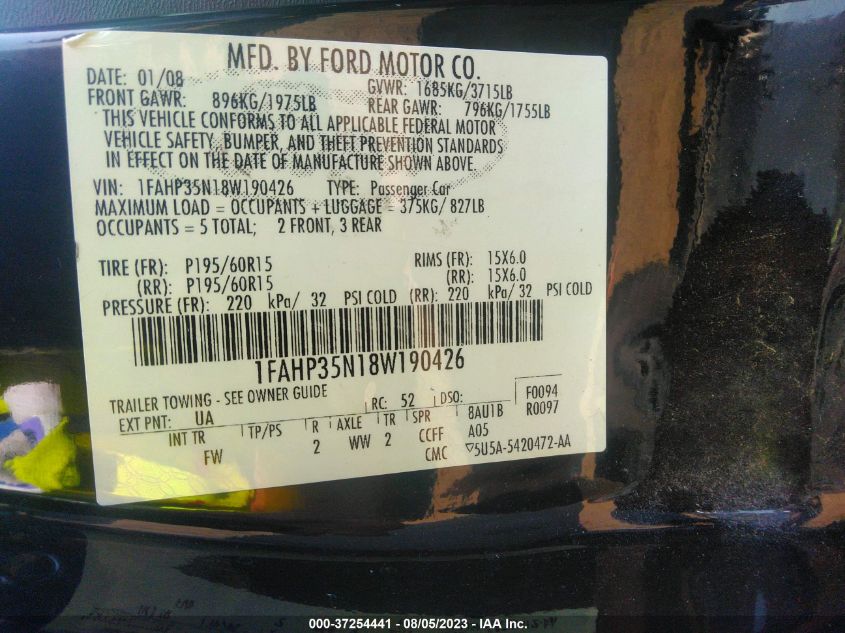 MFD. BY FORD MOTOR CO.
DATE: 01/08 GVWR: 1685KG/3715LB
FRONT GAWR: 896KG/1975LB REAR GAWR: 796KG/1755LB
THIS VEHICLE CONFORMS TO ALL APPLICABLE FEDERAL MOTOR
VEHICLE SAFETY, BUMPER, AND THEFT PREVENTION STANDARDS
IN EFFECT ON THE DATE OF MANUFACTURE SHOWN ABOVE.
VIN: 1FAHP35N18W190426 TYPE: Passenger Car
MAXIMUM LOAD = OCCUPANTS + LUGGAGE = 375KG/ 827LB
OCCUPANTS = 5 TOTAL; 2 FRONT, 3 REAR
TIRE (FR): P195/60R15 RIMS (FR): 15X6.0
(RR): P195/60R15 (RR): 15X6.0
PRESSURE (FR): 220 kPa/ 32 PSI COLD (RR): 220 kPa/ 32 PSI COLD
1FAHP35N18W190426
TRAILER TOWING - SEE OWNER GUIDE
EXT PNT: UA RC: 52 DSO: F0094
INT TR TP/PS R AXLE TR SPR 8AU1B R0097
FW 2 WW 2 CCFF A05
CMC ▽5U5A-5420472-AA
000-37254441 - 08/05/2023 - IAA Inc.